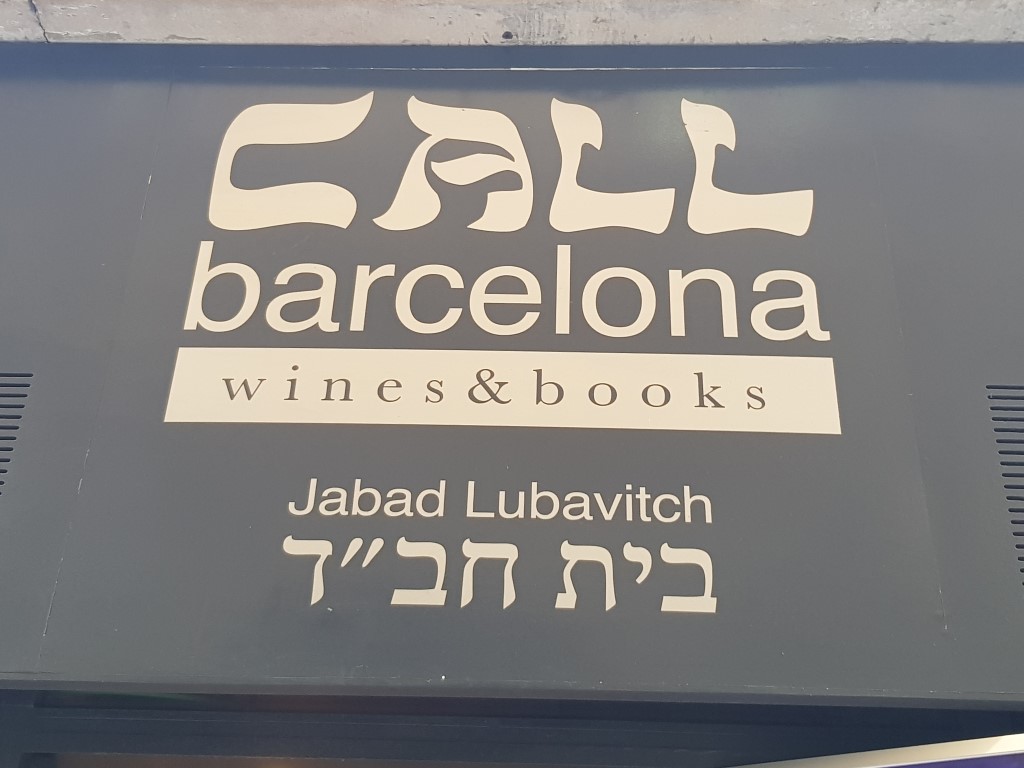 CALL
barcelona
wines&books
Jabad Lubavitch
בית חב״ד